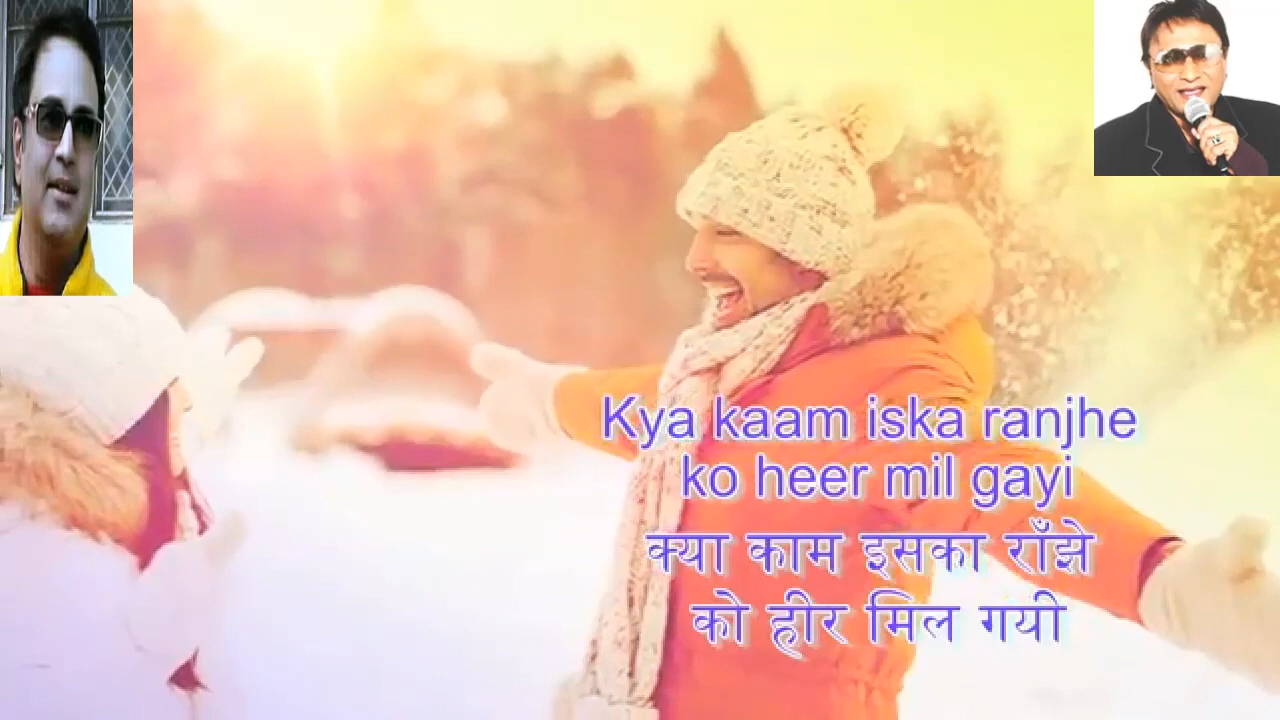 Kya kaam iska ranjhe
ko heer mil gayi
क्या काम इसका राँझे
को हीर मिल गयी